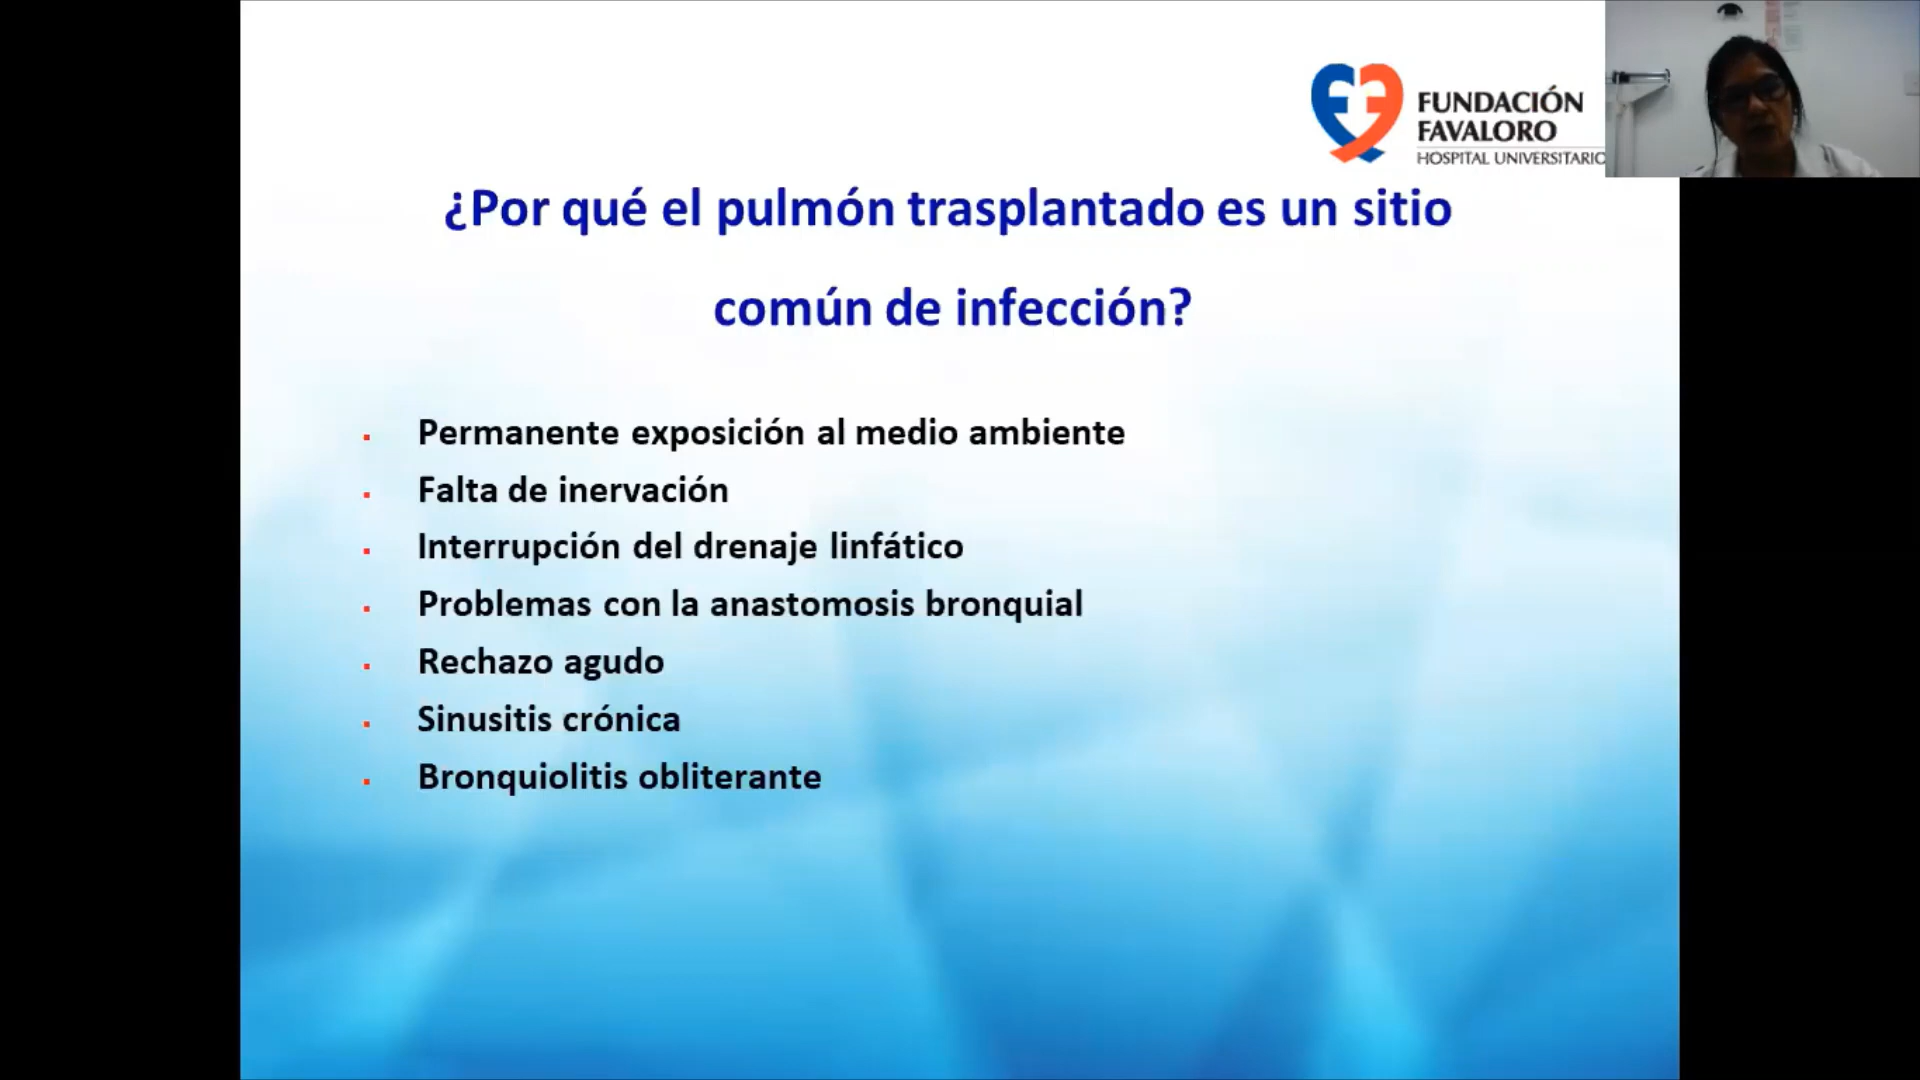 FUNDACIÓN
FAVALORO
HOSPITAL UNIVERSITARIO
¿Por qué el pulmón trasplantado es un sitio
común de infección?
Permanente exposición al medio ambiente
Falta de inervación
Interrupción del drenaje linfático
Problemas con la anastomosis bronquial
Rechazo agudo
Sinusitis crónica
Bronquiolitis obliterante